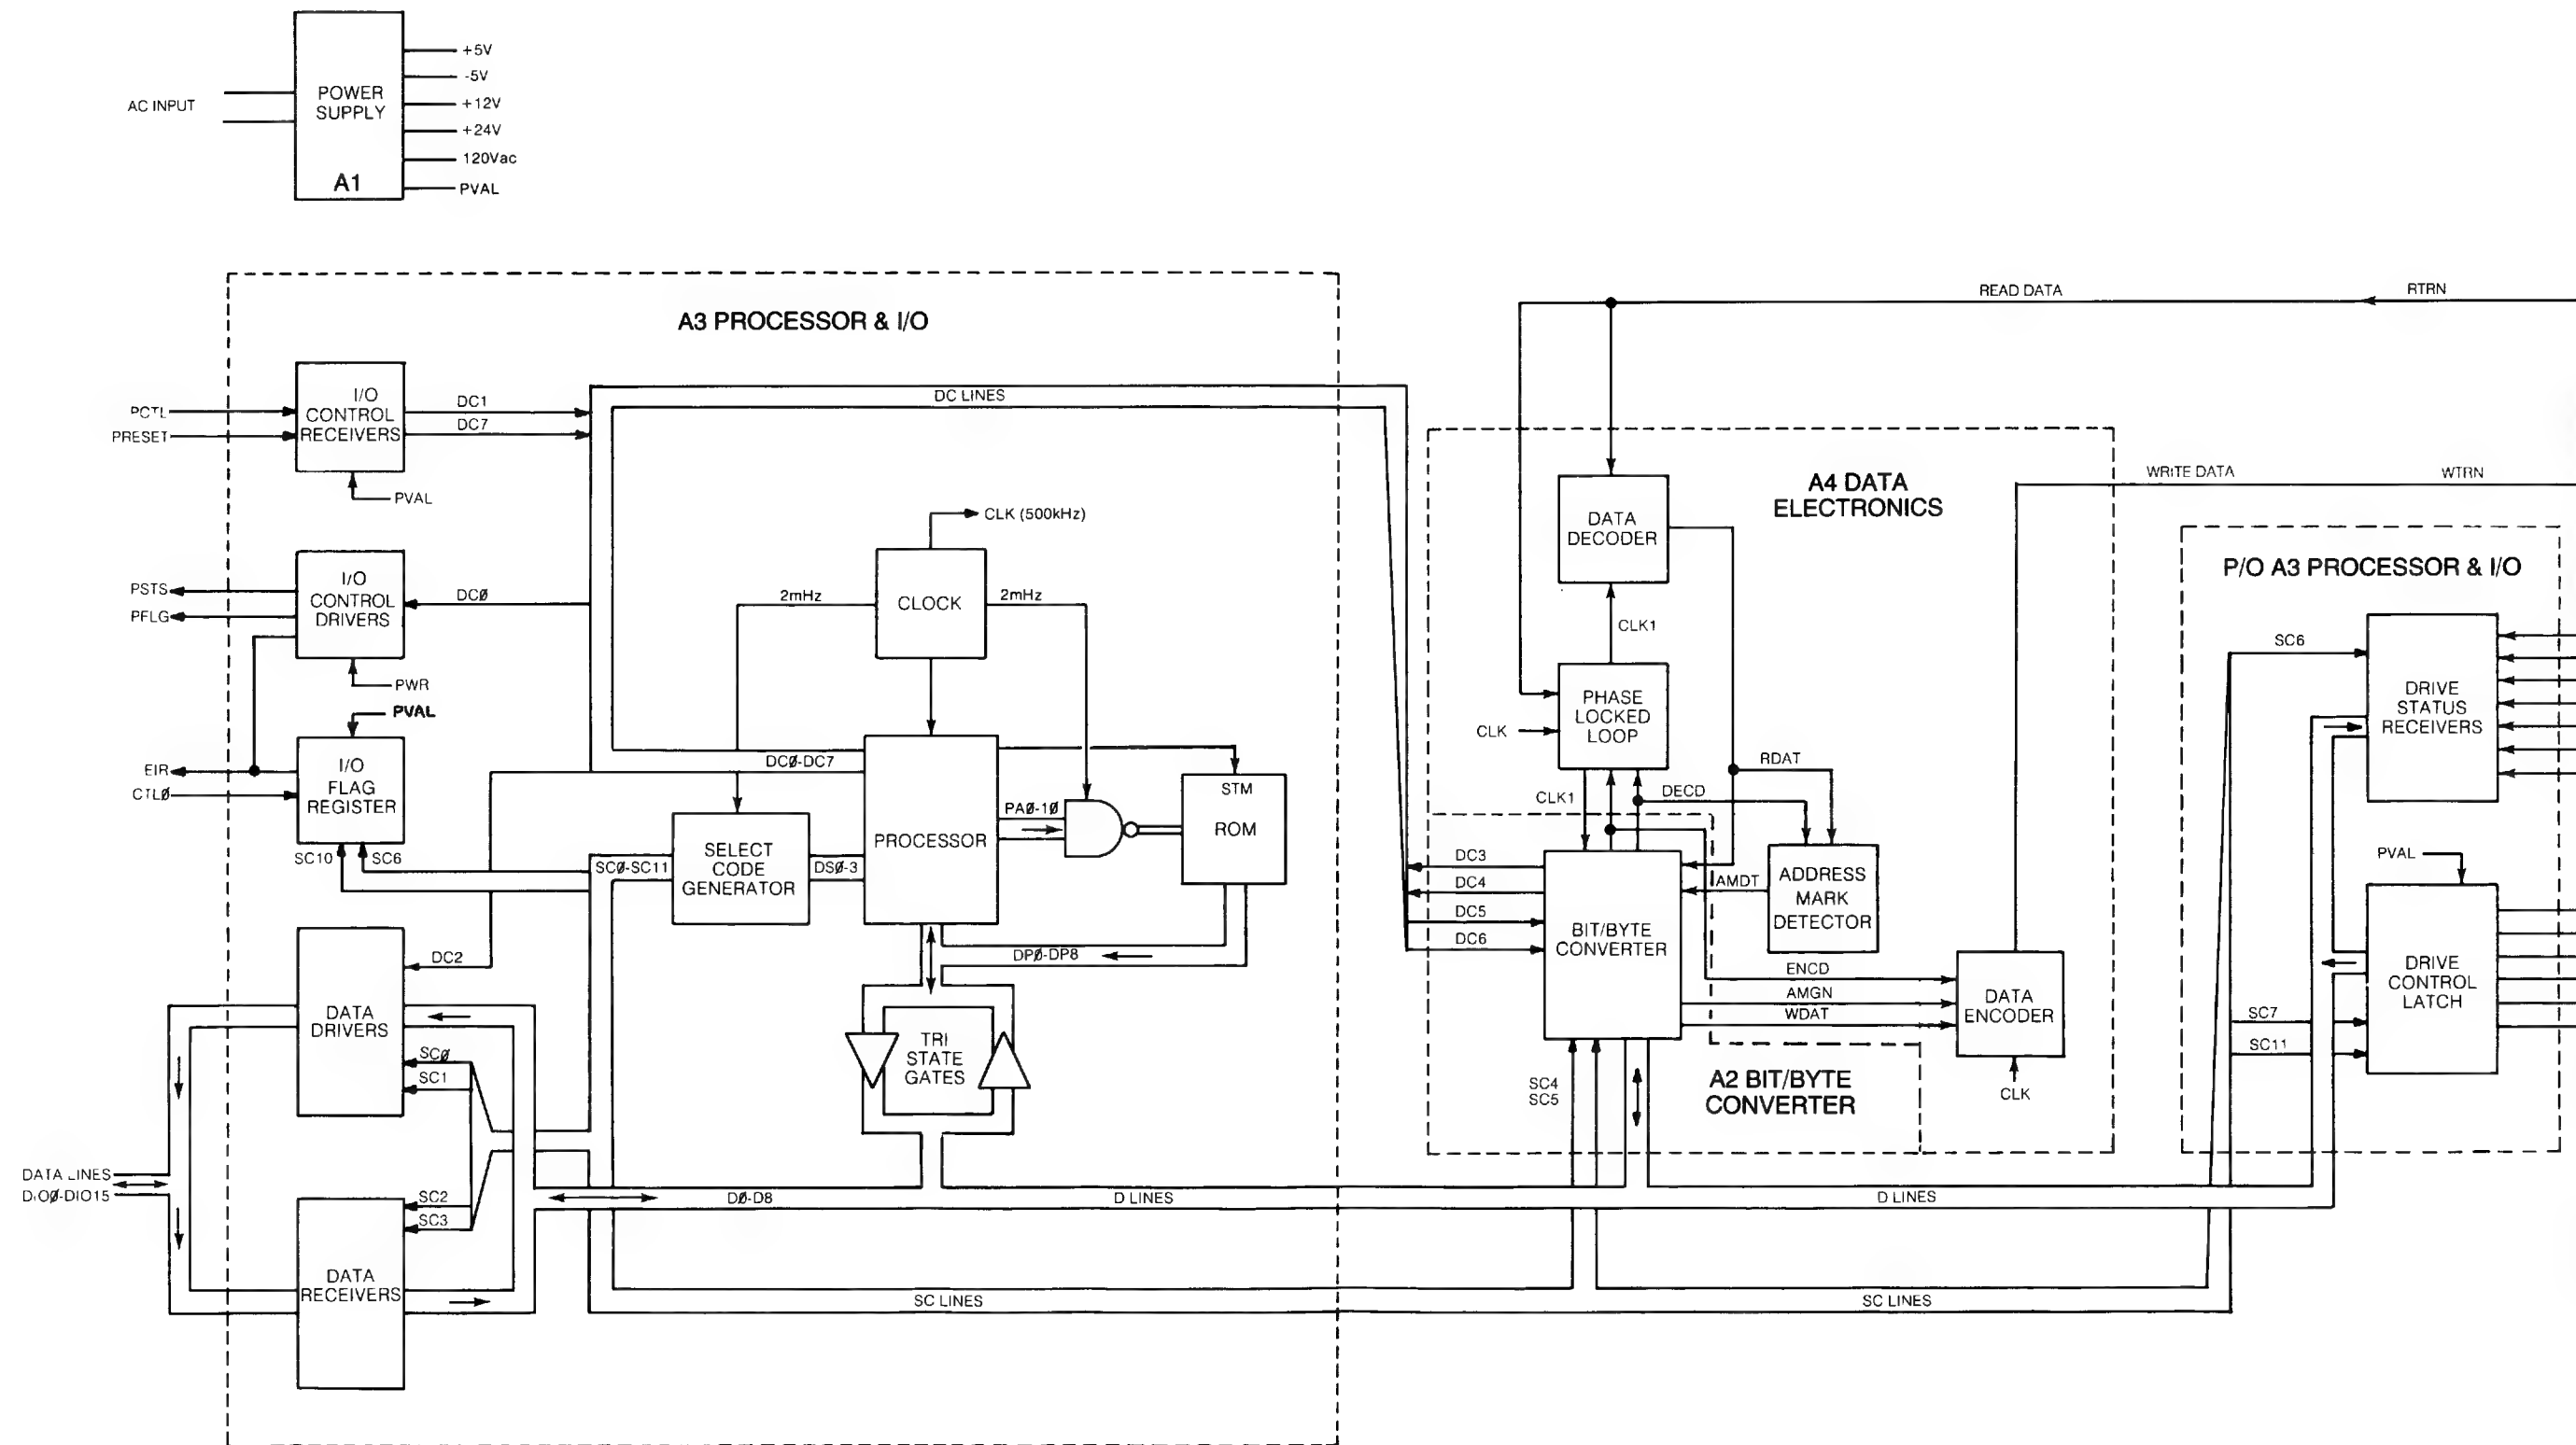 AC INPUT
POWER
SUPPLY
A1
+5V
-5V
+12V
+24V
120Vac
PVAL
A3 PROCESSOR & I/O
PCTL
PRESET
I/O
CONTROL
RECEIVERS
DC1
DC7
PVAL
DC LINES
PSTS
PFLG
I/O
CONTROL
DRIVERS
DCØ
PWR
PVAL
EIR
CTLØ
I/O
FLAG
REGISTER
SC10
SC6
CLK (500kHz)
2mHz
CLOCK
2mHz
DCØ-DC7
SCØ-SC11
SELECT
CODE
GENERATOR
DSØ-3
PROCESSOR
PAØ-1Ø
STM
ROM
DPØ-DP8
TRI
STATE
GATES
DC2
DATA
DRIVERS
SCØ
SC1
DATA LINES
DIOØ-DIO15
SC2
SC3
DATA
RECEIVERS
DØ-D8
D LINES
SC LINES
READ DATA
RTRN
A4 DATA
ELECTRONICS
DATA
DECODER
CLK1
PHASE
LOCKED
LOOP
CLK
RDAT
CLK1
DECD
DC3
DC4
DC5
DC6
BIT/BYTE
CONVERTER
AMDT
ADDRESS
MARK
DETECTOR
ENCD
AMGN
WDAT
DATA
ENCODER
CLK
SC4
SC5
A2 BIT/BYTE
CONVERTER
D LINES
SC LINES
WRITE DATA
WTRN
P/O A3 PROCESSOR & I/O
SC6
DRIVE
STATUS
RECEIVERS
PVAL
DRIVE
CONTROL
LATCH
SC7
SC11